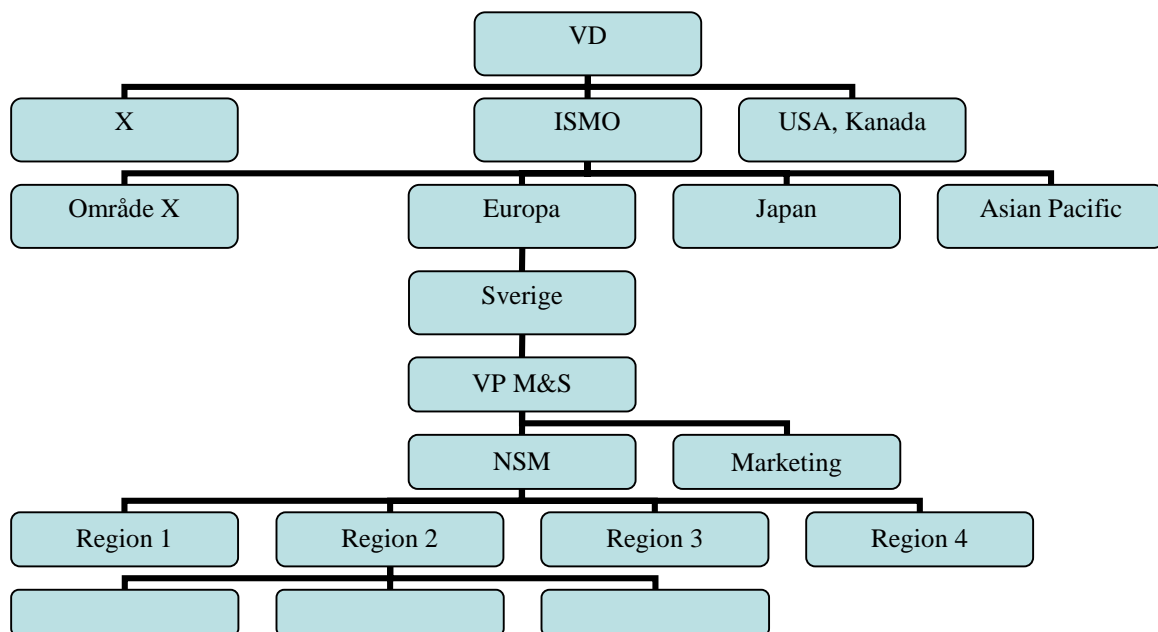 VD
X
ISMO
USA, Kanada
Område X
Europa
Japan
Asian Pacific
Sverige
VP M&S
NSM
Marketing
Region 1
Region 2
Region 3
Region 4